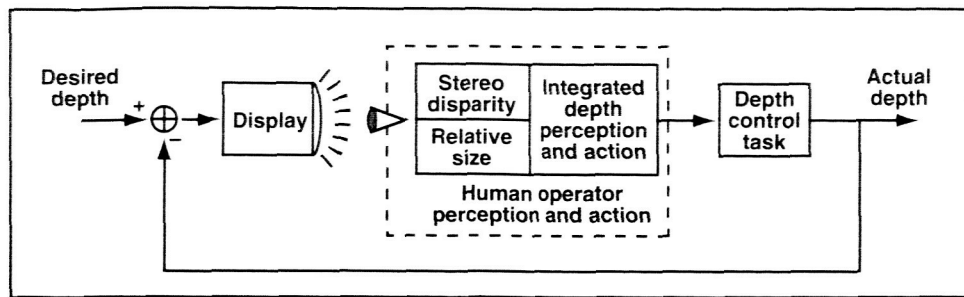 Desired
depth
+
−
Display
Stereo
disparity
Relative
size
Integrated
depth
perception
and action
Human operator
perception and action
Depth
control
task
Actual
depth